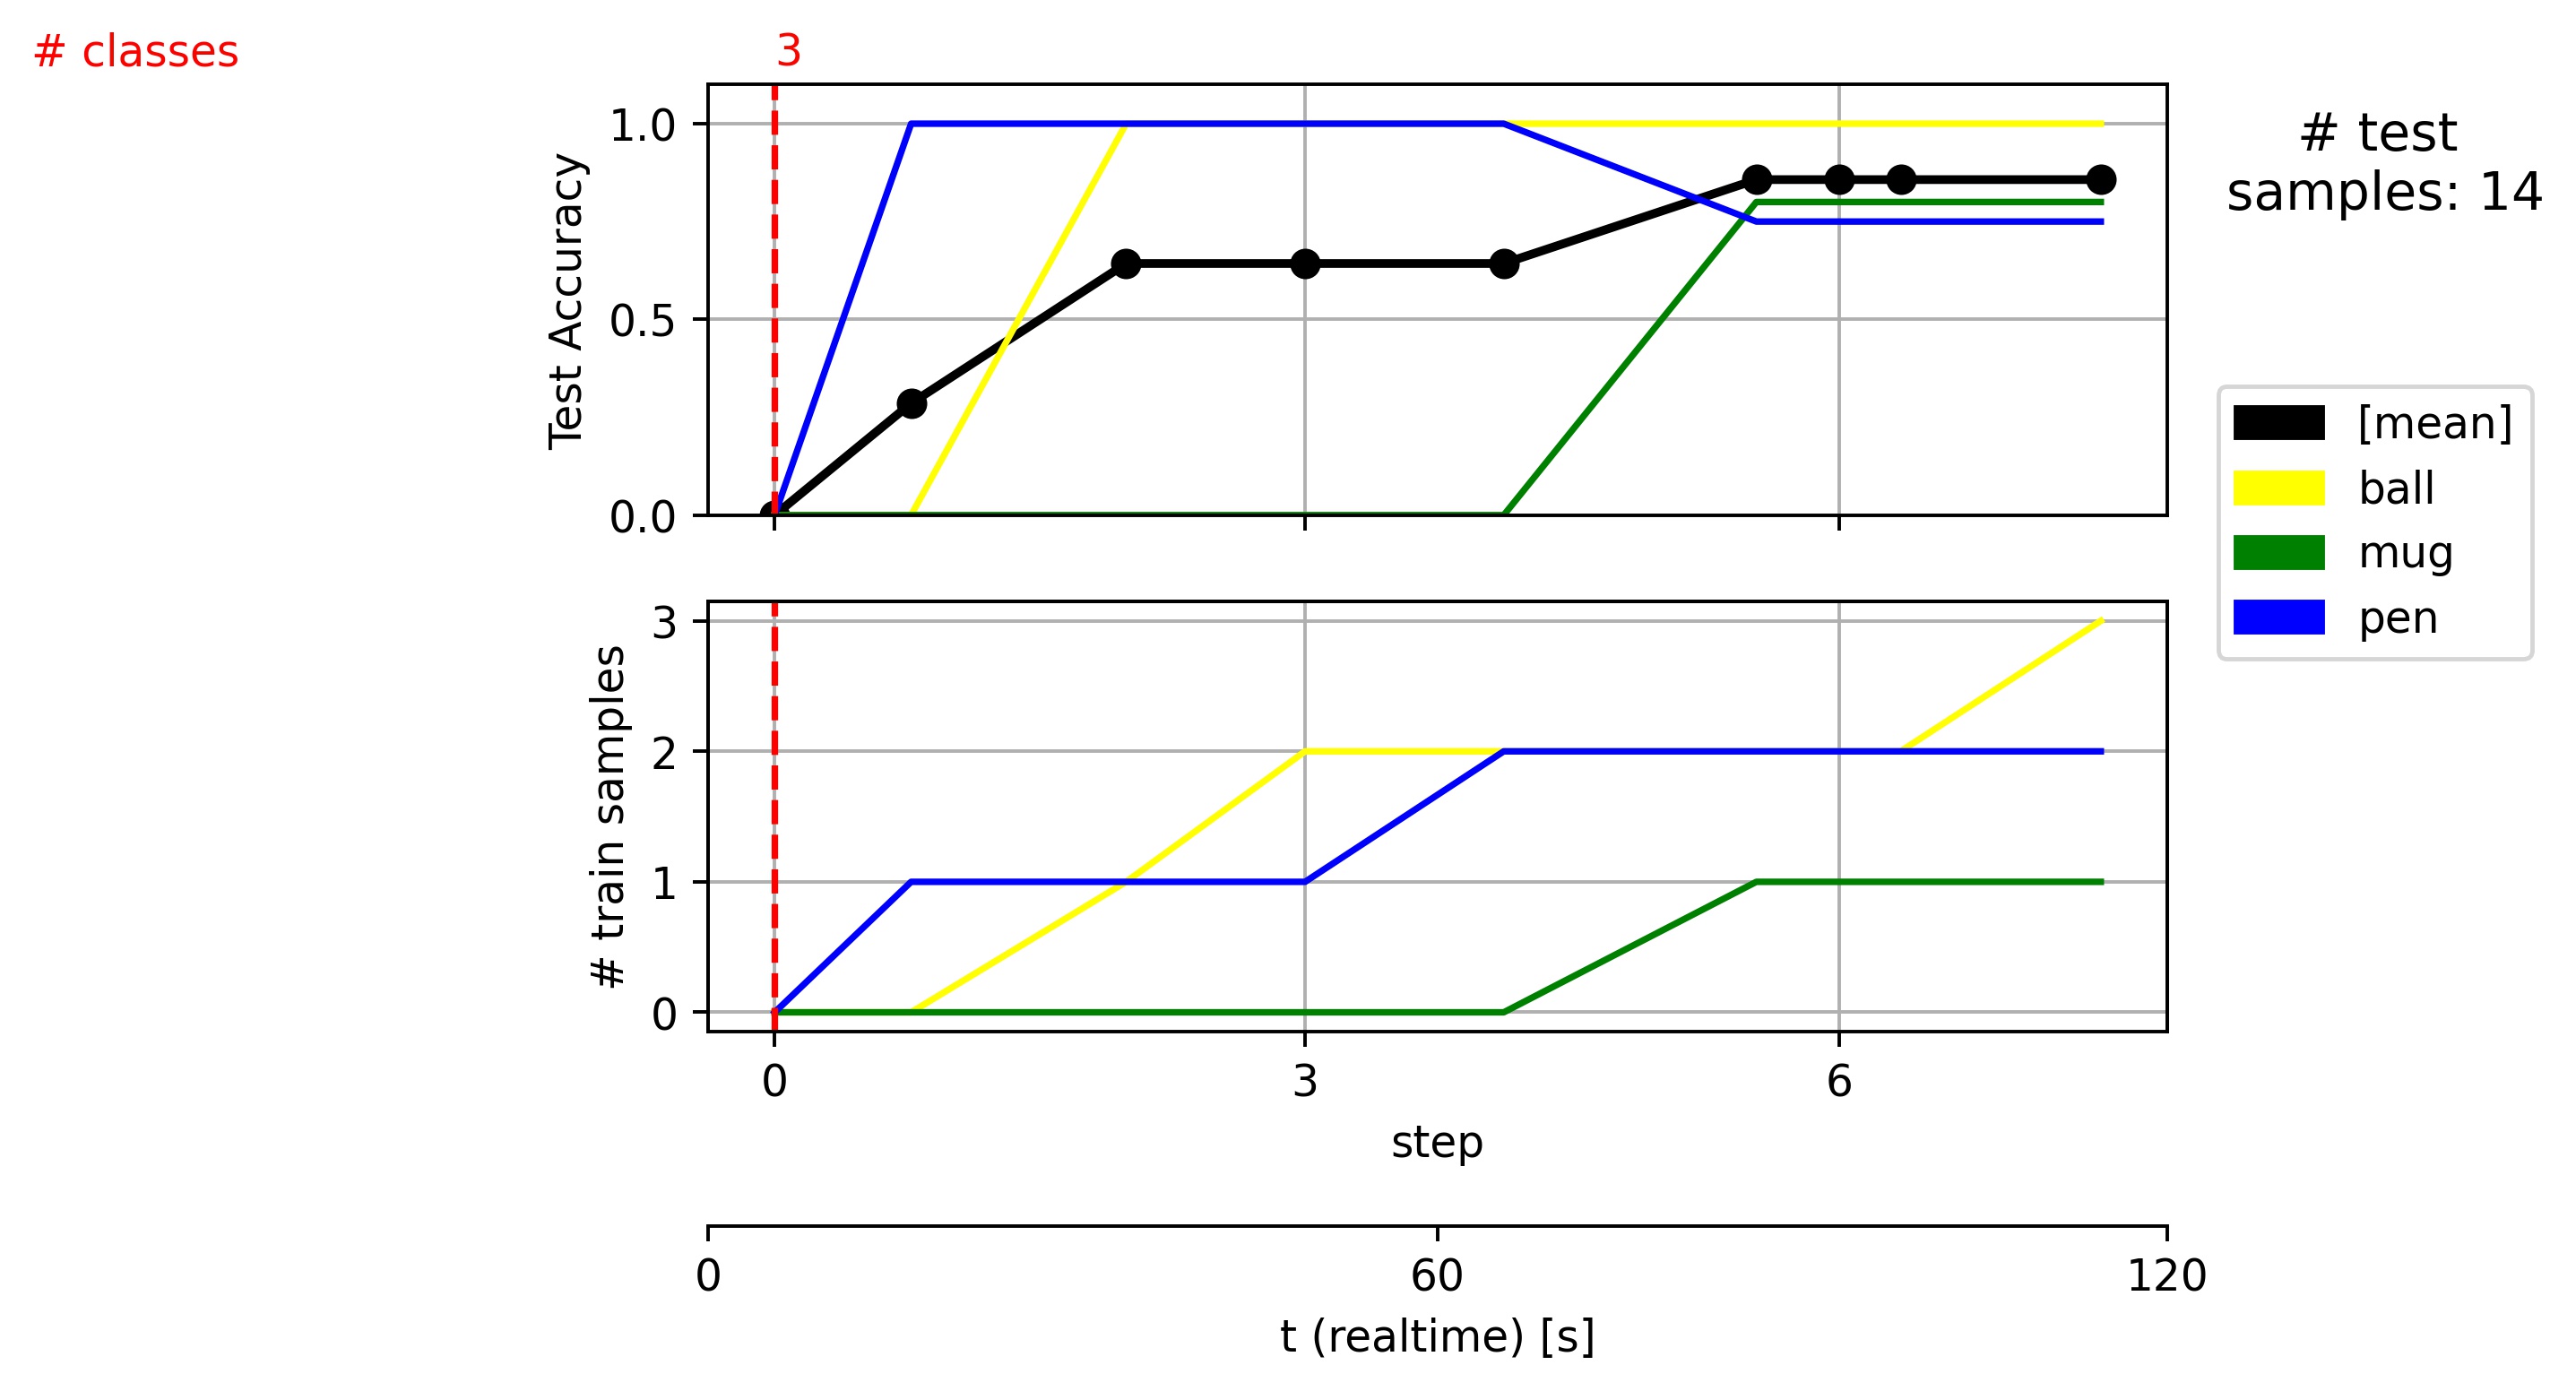 # classes
3
1.0
0.5
0.0
Test Accuracy
# test
samples: 14
[mean]
ball
mug
pen
3
2
1
0
# train samples
0 3 6
step
0 60 120
t (realtime) [s]